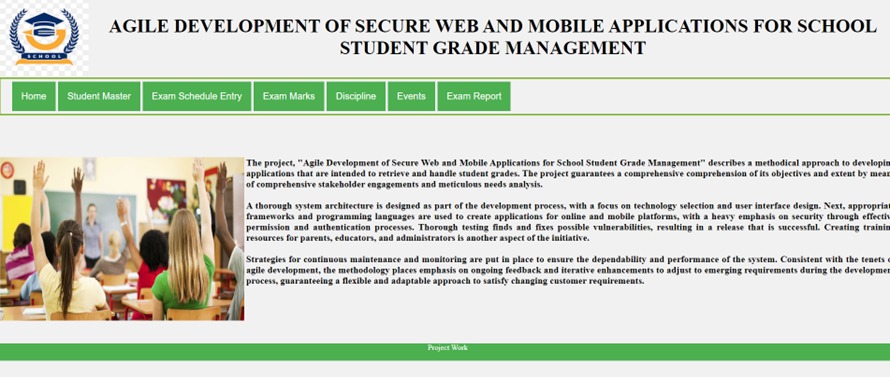 SCHOOL
AGILE DEVELOPMENT OF SECURE WEB AND MOBILE APPLICATIONS FOR SCHOOL
STUDENT GRADE MANAGEMENT
Home Student Master Exam Schedule Entry Exam Marks Discipline Events Exam Report
The project, "Agile Development of Secure Web and Mobile Applications for School Student Grade Management" describes a methodical approach to developin
applications that are intended to retrieve and handle student grades. The project guarantees a comprehensive comprehension of its objectives and extent by mean
of comprehensive stakeholder engagements and meticulous needs analysis.
A thorough system architecture is designed as part of the development process, with a focus on technology selection and user interface design. Next, appropriat
frameworks and programming languages are used to create applications for online and mobile platforms, with a heavy emphasis on security through effectiv
permission and authentication processes. Thorough testing finds and fixes possible vulnerabilities, resulting in a release that is successful. Creating trainin
resources for parents, educators, and administrators is another aspect of the initiative.
Strategies for continuous maintenance and monitoring are put in place to ensure the dependability and performance of the system. Consistent with the tenets o
agile development, the methodology places emphasis on ongoing feedback and iterative enhancements to adjust to emerging requirements during the developmen
process, guaranteeing a flexible and adaptable approach to satisfy changing customer requirements.
Project Work